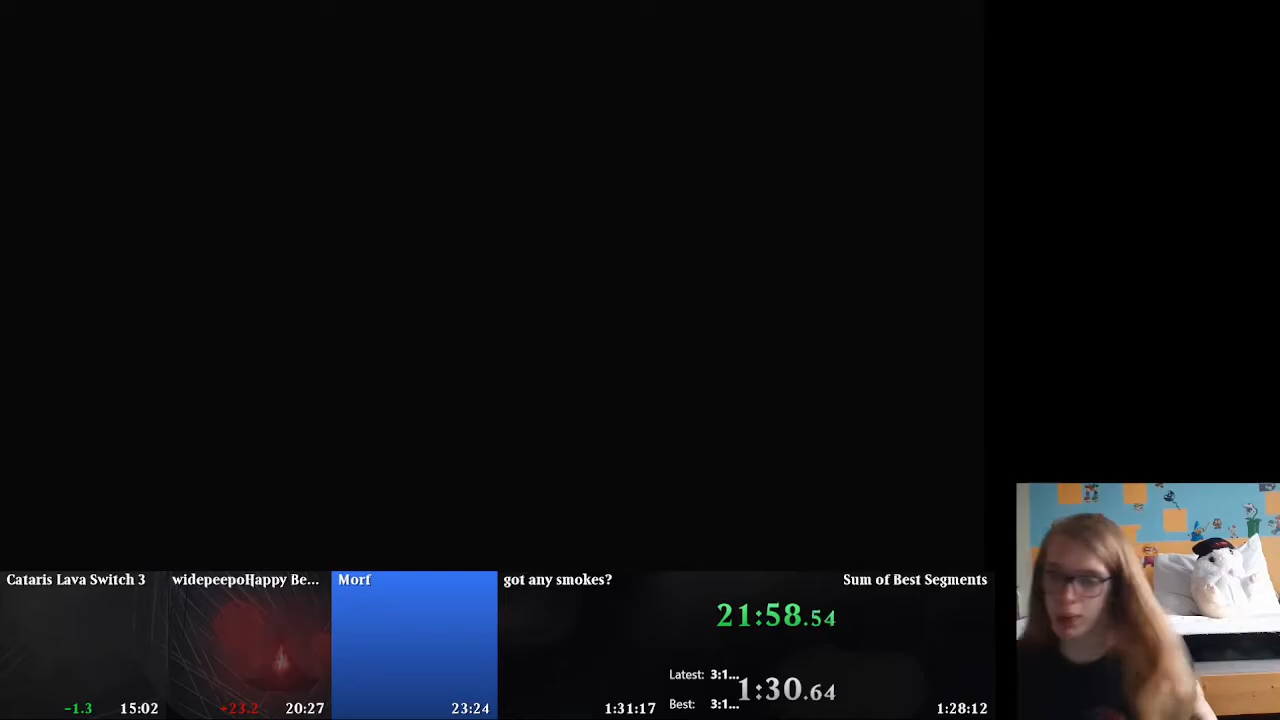 Cataris Lava Switch 3
-1.3 15:02
widepeepoHappy Be...
+23.2 20:27
Morf
23:24
got any smokes?
1:31:17
21:58.54
Latest: 3:1...
Best: 3:1...
1:30.64
Sum of Best Segments
1:28:12